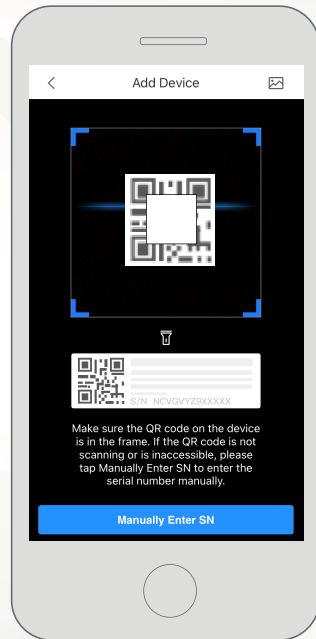 Add Device
S/N NCVGVYZ9XXXXX
Make sure the QR code on the device
is in the frame. If the QR code is not
scanning or is inaccessible, please
tap Manually Enter SN to enter the
serial number manually.
Manually Enter SN